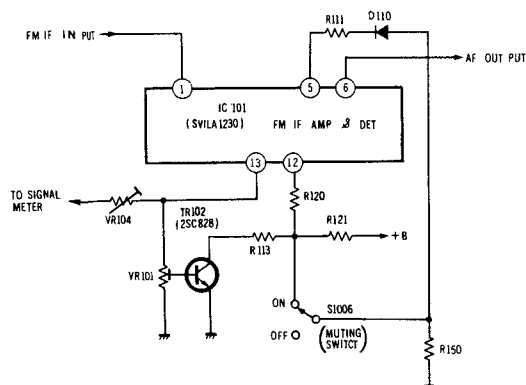 R111
D110
FM IF IN PUT
AF OUT PUT
1
5
6
IC 101
(SVILA1230) FM IF AMP & DET
13
12
TO SIGNAL
METER
VR104
R120
TR102
(2SC828)
R121
R113
+B
VR101
ON
S1006
OFF
(MUTING
SWITCT)
R150